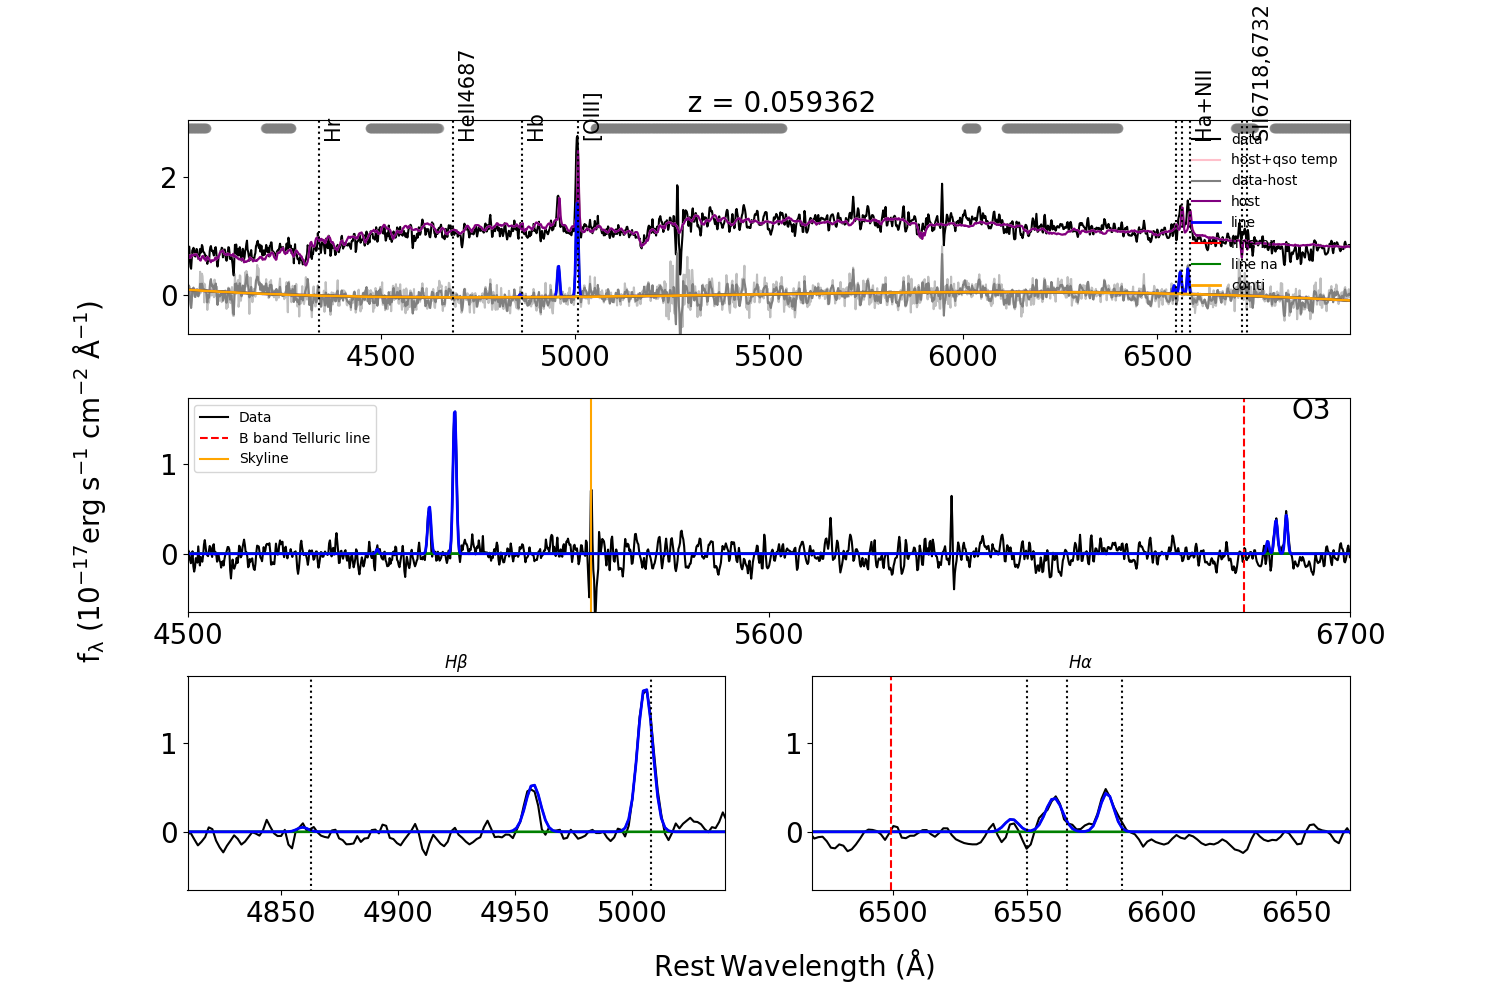 z = 0.059362
Hr
HeII4687
Hb
[OIII]
Ha+NII
SII6718,6732
data
host+qso temp
data-host
host
line
line na
conti
2
0
4500
5000
5500
6000
6500
O3
Data
B band Telluric line
Skyline
1
0
4500
5600
6700
fλ (10⁻¹⁷erg s⁻¹ cm⁻² Å⁻¹)
Hβ
1
0
4850
4900
4950
5000
Hα
1
0
6500
6550
6600
6650
Rest Wavelength (Å)